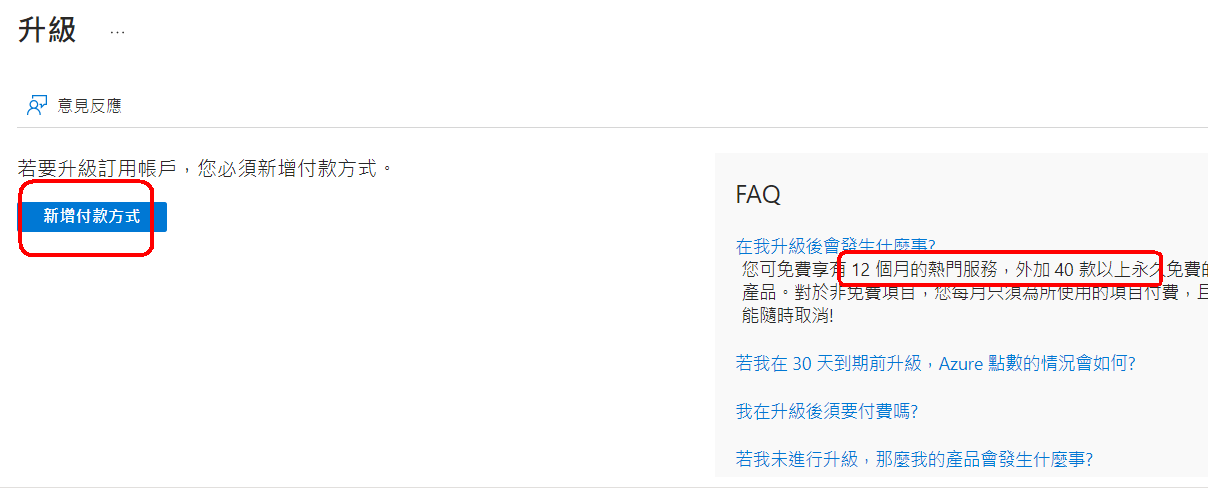 升級 ...
意見反應
若要升級訂用帳戶，您必須新增付款方式。
新增付款方式
FAQ
在我升級後會發生什麼事?
您可免費享有 12 個月的熱門服務，外加 40 款以上永久免費的
產品。對於非免費項目，您每月只須為所使用的項目付費，且
能隨時取消!
若我在 30 天到期前升級，Azure 點數的情況會如何?
我在升級後須要付費嗎?
若我未進行升級，那麼我的產品會發生什麼事?